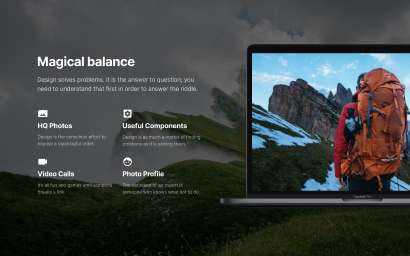 Magical balance
Design solves problems. It is the answer to question; you
need to understand that first in order to answer the riddle.
HQ Photos
Design is the conscious effort to
impose a meaningful order.
Useful Components
Design is as much a matter of finding
problems as it is solving them.
Video Calls
It's all fun and games until someone
breaks a link.
Photo Profile
The definition of an expert is
someone who knows what not to do.